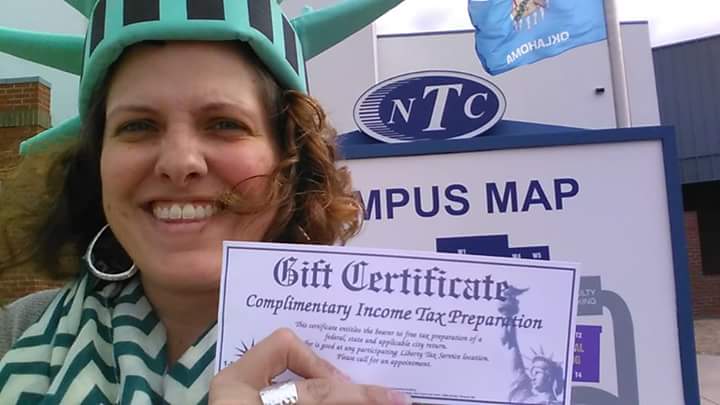 OKLAHOMA
NTC
MPUS MAP
Gift Certificate
Complimentary Income Tax Preparation
This certificate entitles the bearer to free tax preparation of
federal, state and applicable city return.
is good at any participating Liberty Tax Service location.
Please call for an appointment.